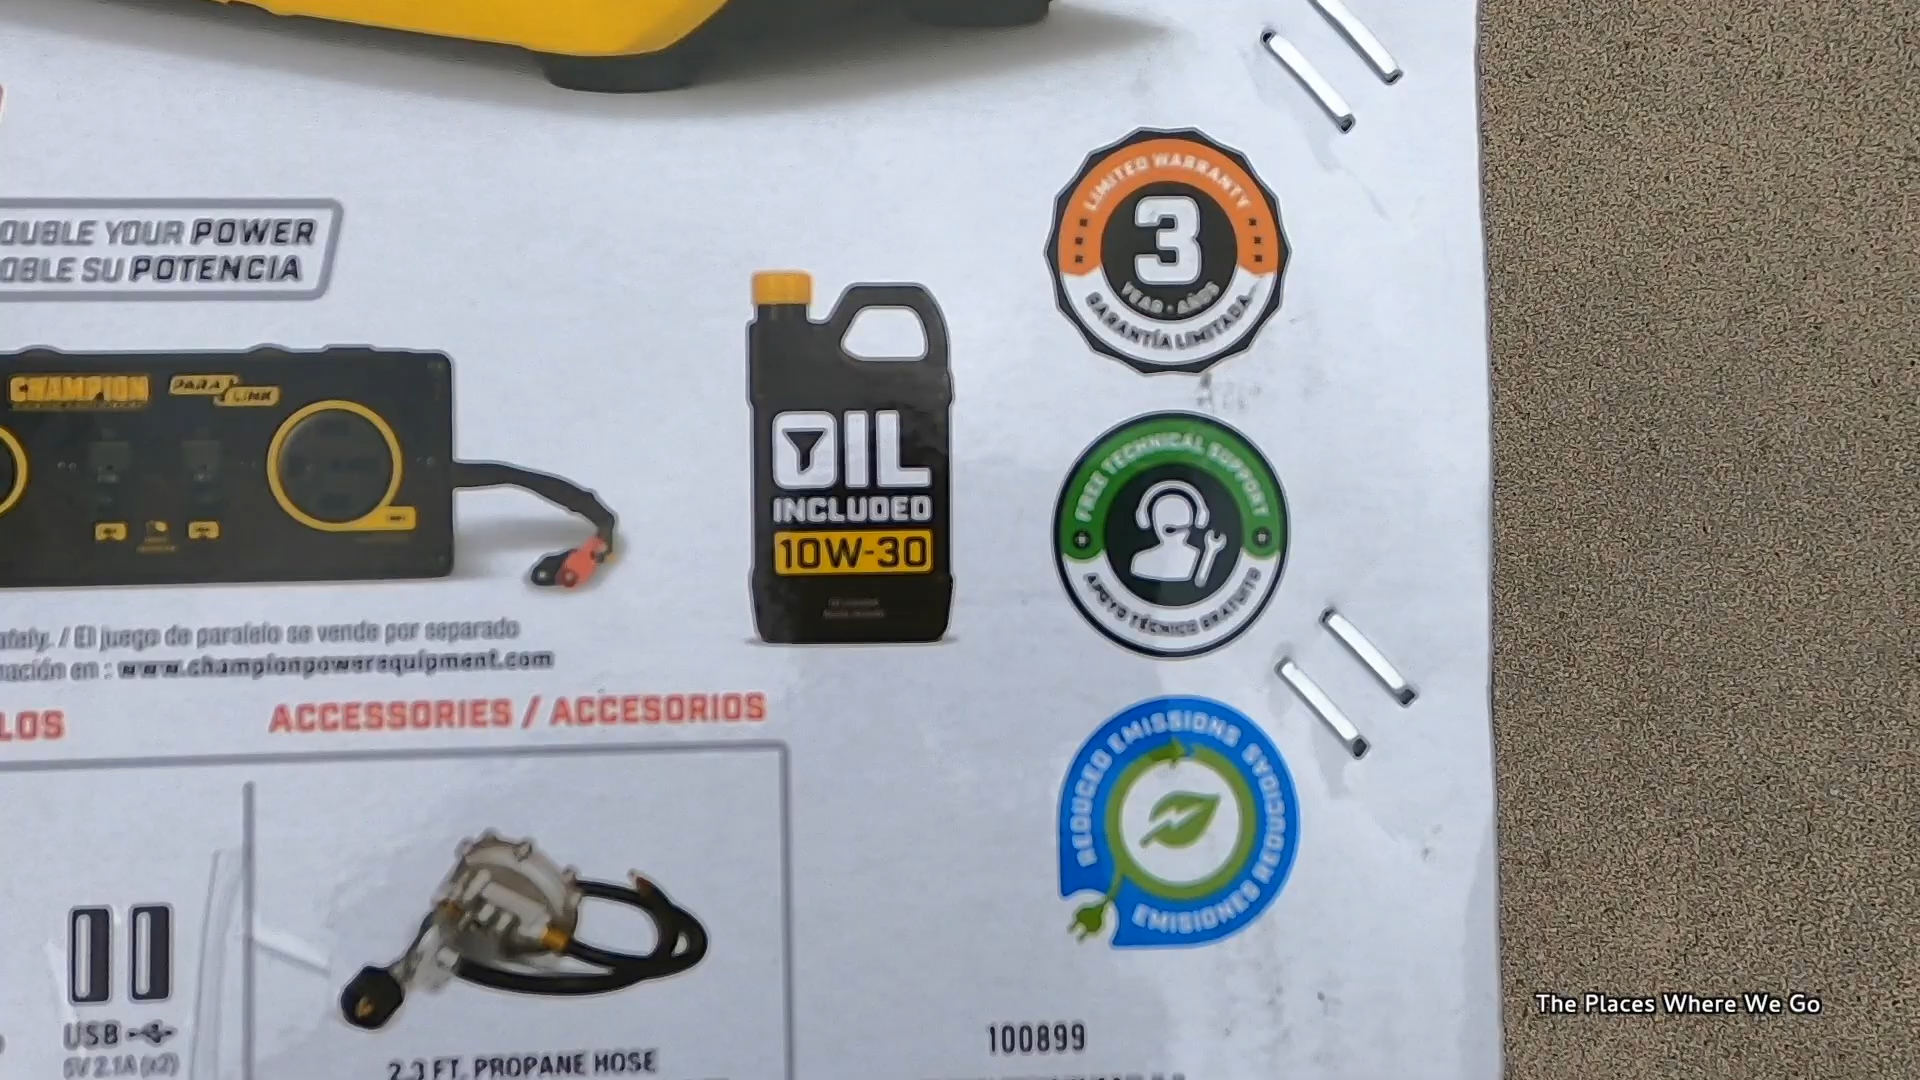 OUBLE YOUR POWER
OBLE SU POTENCIA
CHAMPION
PARA LINK
OIL
INCLUDED
10W-30
LIMITED WARRANTY
3
YEAR • AÑOS
GARANTÍA LIMITADA
FREE TECHNICAL SUPPORT
APOYO TÉCNICO GRATUITO
ately. / El juego de paralelo se vende por separado
nación en : www.championpowerequipment.com
LOS
ACCESSORIES / ACCESORIOS
REDUCED EMISSIONS
EMISIONES REDUCIDAS
USB
5V 2.1A (x2)
2.3 FT. PROPANE HOSE
100899
The Places Where We Go